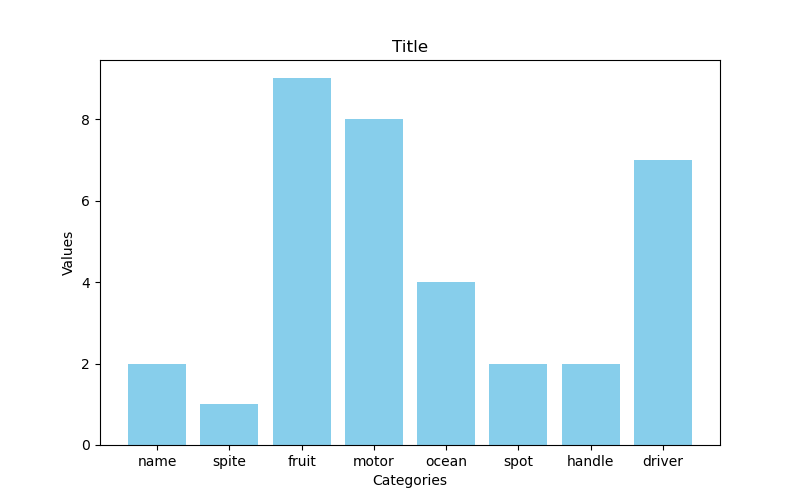 Title
8
6
4
2
0
Values
name spite fruit motor ocean spot handle driver
Categories